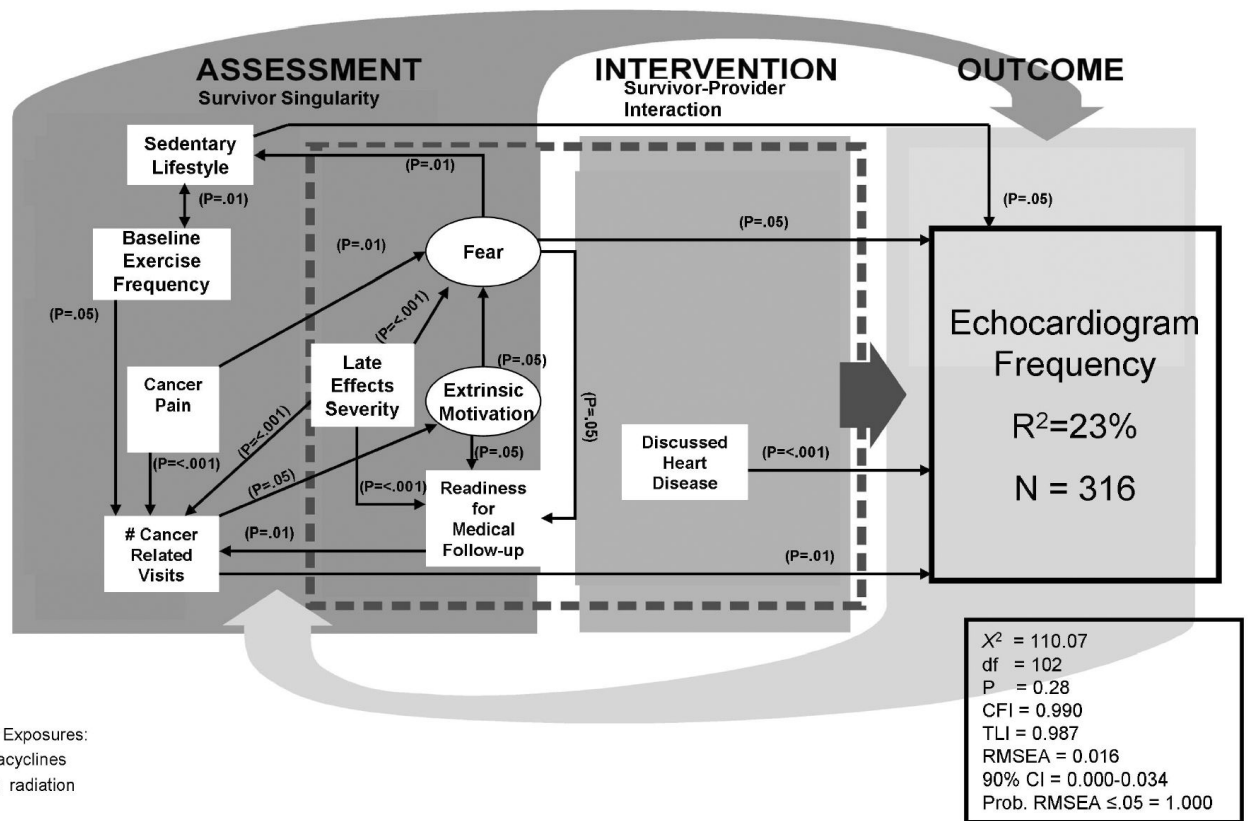 ASSESSMENT
Survivor Singularity
INTERVENTION
Survivor-Provider
Interaction
OUTCOME
Sedentary
Lifestyle
(P=.01)
(P=.01)
(P=.05)
Baseline
Exercise
Frequency
(P=.01)
Fear
(P=.05)
(P=.05)
(P=<.001)
Late
Effects
Severity
(P=.05)
Cancer
Pain
Extrinsic
Motivation
(P=.05)
(P=<.001)
(P=<.001)
(P=.05)
(P=.05)
(P=<.001)
Readiness
for
Medical
Follow-up
Discussed
Heart
Disease
(P=<.001)
# Cancer
Related
Visits
(P=.01)
(P=.01)
Echocardiogram
Frequency
R²=23%
N = 316
X² = 110.07
df = 102
P = 0.28
CFI = 0.990
TLI = 0.987
RMSEA = 0.016
90% CI = 0.000-0.034
Prob. RMSEA ≤.05 = 1.000
Exposures:
acyclines
radiation